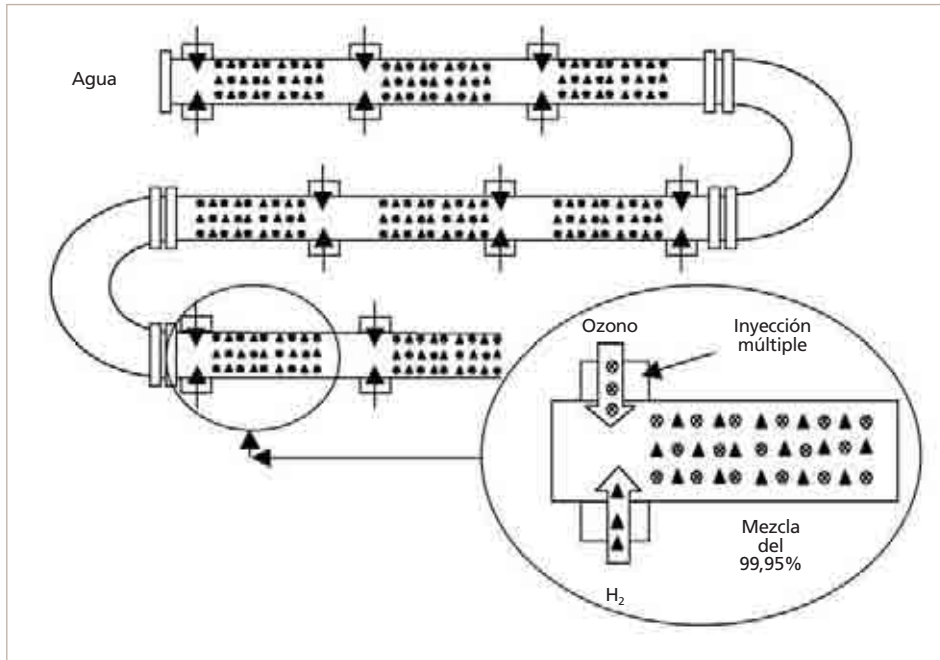 Agua
Ozono
Inyección
múltiple
Mezcla
del
99,95%
H₂